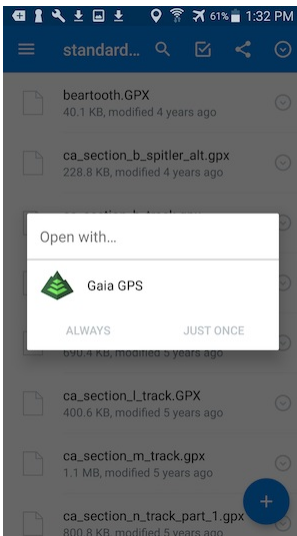 61% 1:32 PM
standard...
beartooth.GPX
40.1 KB, modified 4 years ago
ca_section_b_spitler_alt.gpx
228.8 KB, modified 5 years ago
Open with...
Gaia GPS
ALWAYS JUST ONCE
690.4 KB, modified 5 years ago
ca_section_l_track.GPX
400.6 KB, modified 5 years ago
ca_section_m_track.gpx
1.1 MB, modified 5 years ago
ca_section_n_track_part_1.gpx
800.8 KB, modified 5 years ago